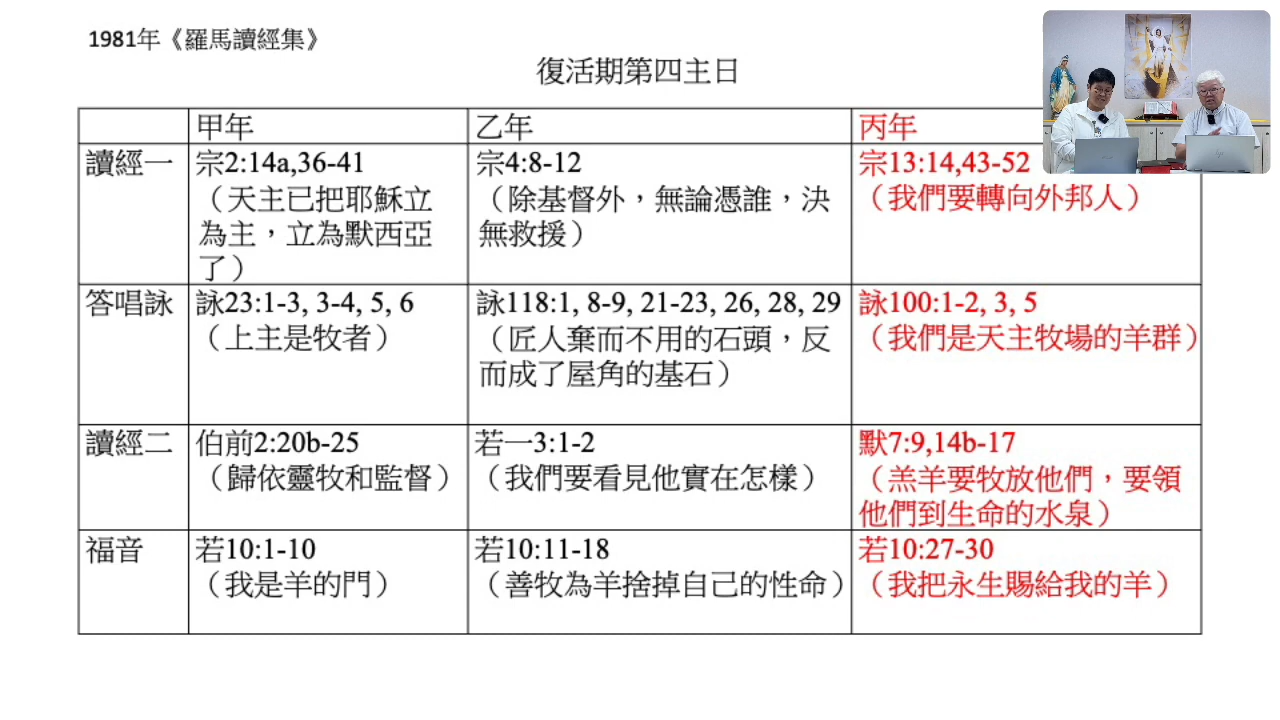 1981年《羅馬讀經集》
復活期第四主日
甲年
乙年
丙年
讀經一
宗2:14a,36-41
（天主已把耶穌立
為主，立為默西亞
了）
宗4:8-12
（除基督外，無論憑誰，決
無救援）
宗13:14,43-52
（我們要轉向外邦人）
答唱詠
詠23:1-3, 3-4, 5, 6
（上主是牧者）
詠118:1, 8-9, 21-23, 26, 28, 29
（匠人棄而不用的石頭，反
而成了屋角的基石）
詠100:1-2, 3, 5
（我們是天主牧場的羊群）
讀經二
伯前2:20b-25
（歸依靈牧和監督）
若一3:1-2
（我們要看見他實在怎樣）
默7:9,14b-17
（羔羊要牧放他們，要領
他們到生命的水泉）
福音
若10:1-10
（我是羊的門）
若10:11-18
（善牧為羊捨掉自己的性命）
若10:27-30
（我把永生賜給我的羊）